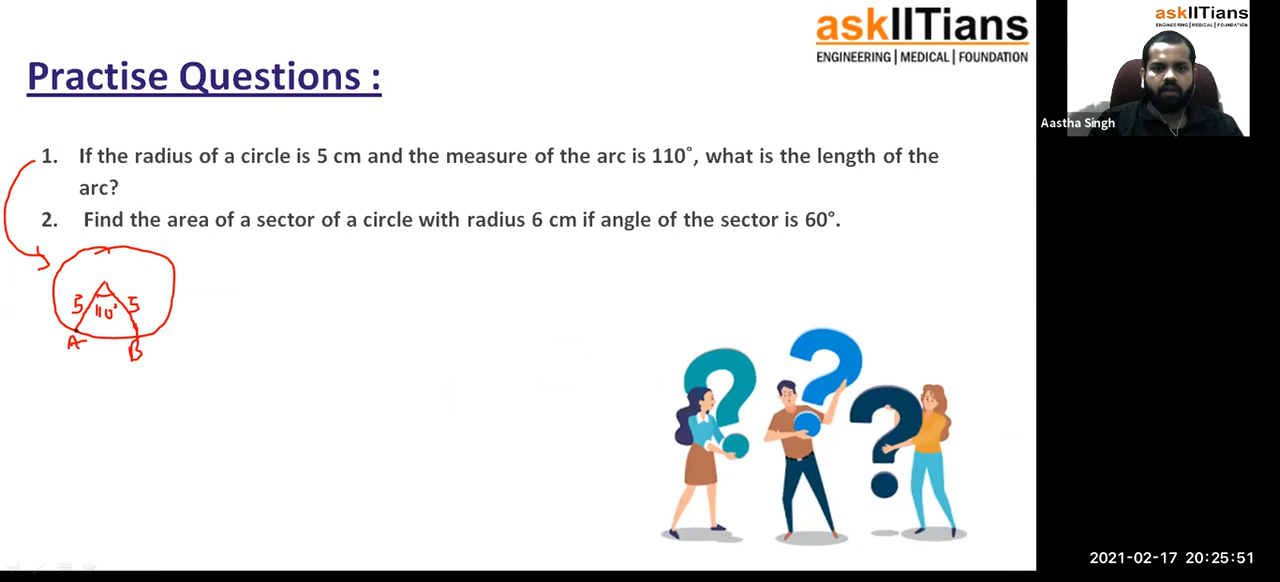 askIITians
ENGINEERING | MEDICAL | FOUNDATION
askIITians
ENGINEERING | MEDICAL | FOUNDATION
Practise Questions :
Aastha Singh
1. If the radius of a circle is 5 cm and the measure of the arc is 110°, what is the length of the
arc?
2. Find the area of a sector of a circle with radius 6 cm if angle of the sector is 60°.
5 5
110°
A
B
2021-02-17 20:25:51